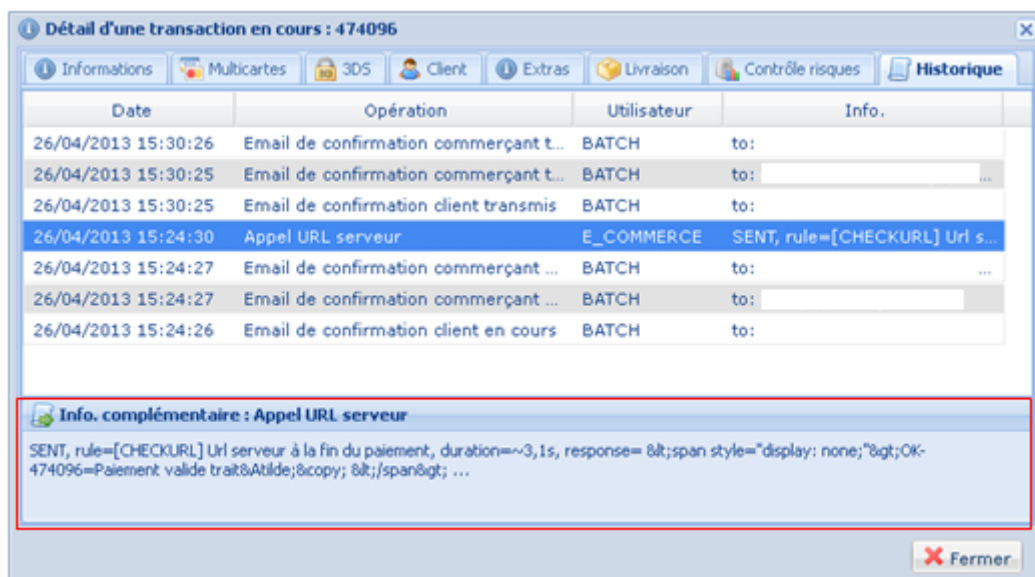 Détail d'une transaction en cours : 474096
Informations Multicartes 3DS Client Extras Livraison Contrôle risques Historique
Date Opération Utilisateur Info.
26/04/2013 15:30:26 Email de confirmation commerçant t... BATCH to:
26/04/2013 15:30:25 Email de confirmation commerçant t... BATCH to: ...
26/04/2013 15:30:25 Email de confirmation client transmis BATCH to:
26/04/2013 15:24:30 Appel URL serveur E_COMMERCE SENT, rule=[CHECKURL] Url s...
26/04/2013 15:24:27 Email de confirmation commerçant ... BATCH to: ...
26/04/2013 15:24:27 Email de confirmation commerçant ... BATCH to:
26/04/2013 15:24:26 Email de confirmation client en cours BATCH to:
Info. complémentaire : Appel URL serveur
SENT, rule=[CHECKURL] Url serveur à la fin du paiement, duration=~3,1s, response= &lt;span style="display: none;"&gt;OK-
474096=Paiement valide trait&Atilde;&copy; &lt;/span&gt; ...
Fermer